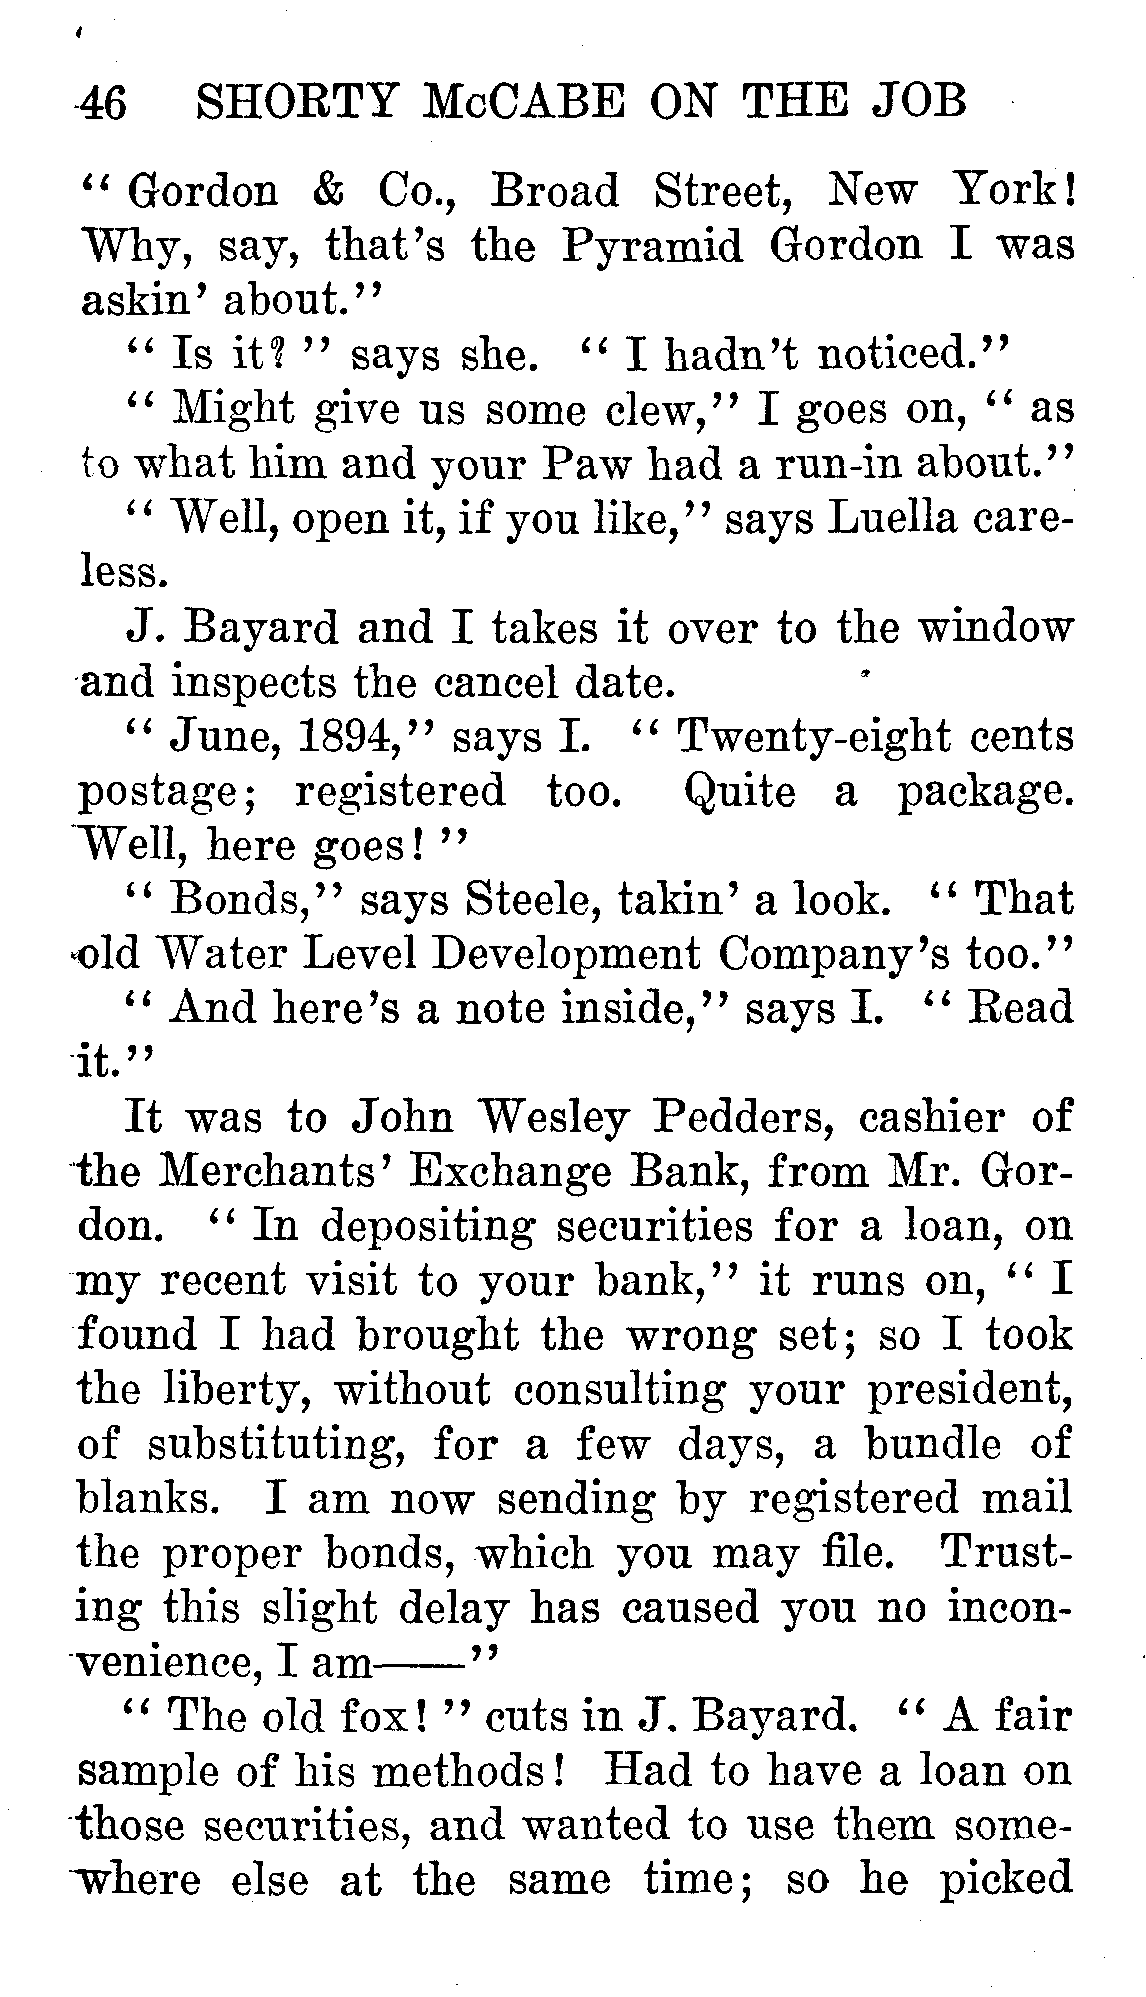 46 SHORTY McCABE ON THE JOB
“ Gordon & Co., Broad Street, New York!
Why, say, that’s the Pyramid Gordon I was
askin’ about.”
“ Is it? ” says she. “ I hadn’t noticed.”
“ Might give us some clew,” I goes on, “ as
to what him and your Paw had a run-in about.”
“ Well, open it, if you like,” says Luella care-
less.
J. Bayard and I takes it over to the window
and inspects the cancel date.
“ June, 1894,” says I. “ Twenty-eight cents
postage; registered too. Quite a package.
Well, here goes! ”
“ Bonds,” says Steele, takin’ a look. “ That
old Water Level Development Company’s too.”
“ And here’s a note inside,” says I. “ Read
it.”
It was to John Wesley Pedders, cashier of
the Merchants’ Exchange Bank, from Mr. Gor-
don. “ In depositing securities for a loan, on
my recent visit to your bank,” it runs on, “ I
found I had brought the wrong set; so I took
the liberty, without consulting your president,
of substituting, for a few days, a bundle of
blanks. I am now sending by registered mail
the proper bonds, which you may file. Trust-
ing this slight delay has caused you no incon-
venience, I am——”
“ The old fox! ” cuts in J. Bayard. “ A fair
sample of his methods! Had to have a loan on
those securities, and wanted to use them some-
where else at the same time; so he picked